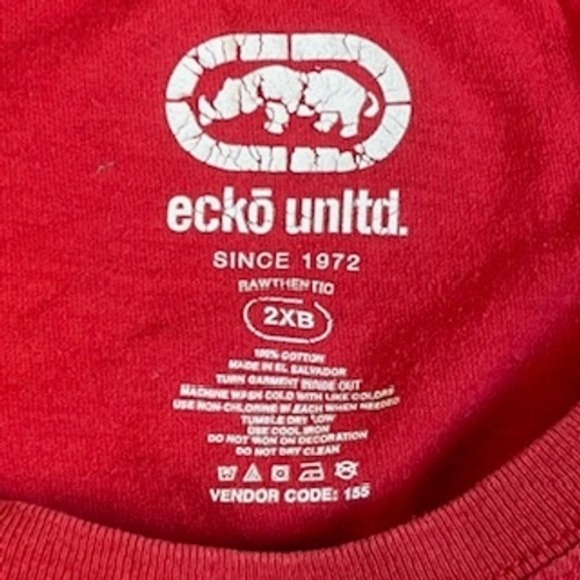 eckō unltd.
SINCE 1972
RAWTHENTIC
2XB
100% COTTON
MADE IN EL SALVADOR
TURN GARMENT INSIDE OUT
MACHINE WASH COLD WITH LIKE COLORS
USE NON-CHLORINE BLEACH WHEN NEEDED
TUMBLE DRY LOW
USE COOL IRON
DO NOT IRON ON DECORATION
DO NOT DRY CLEAN
VENDOR CODE: 155